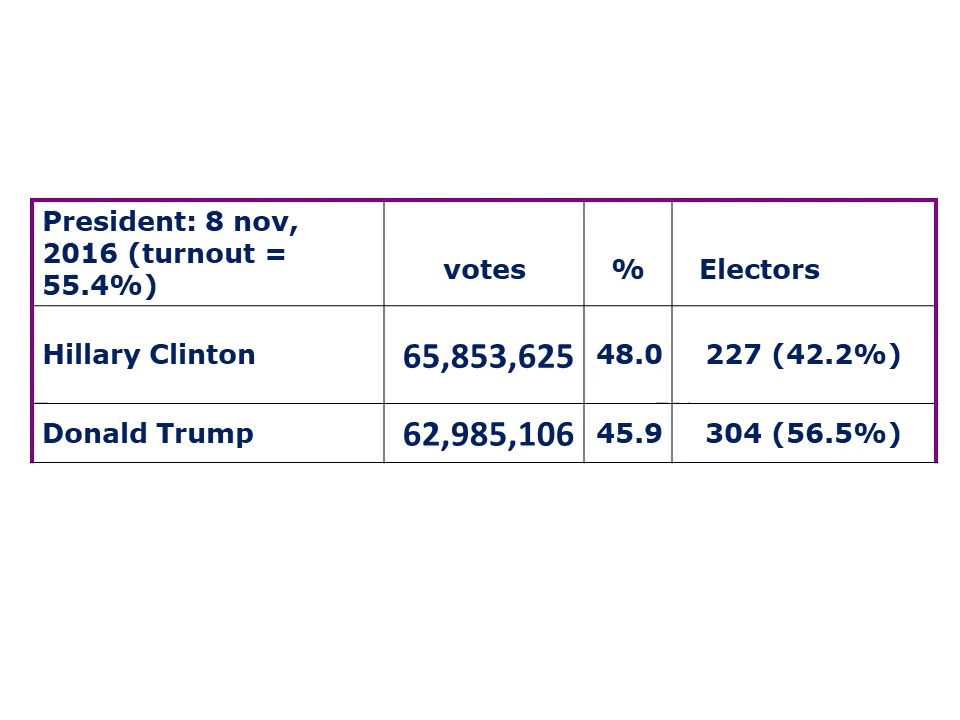 President: 8 nov,
2016 (turnout =
55.4%)
votes % Electors
Hillary Clinton 65,853,625 48.0 227 (42.2%)
Donald Trump 62,985,106 45.9 304 (56.5%)